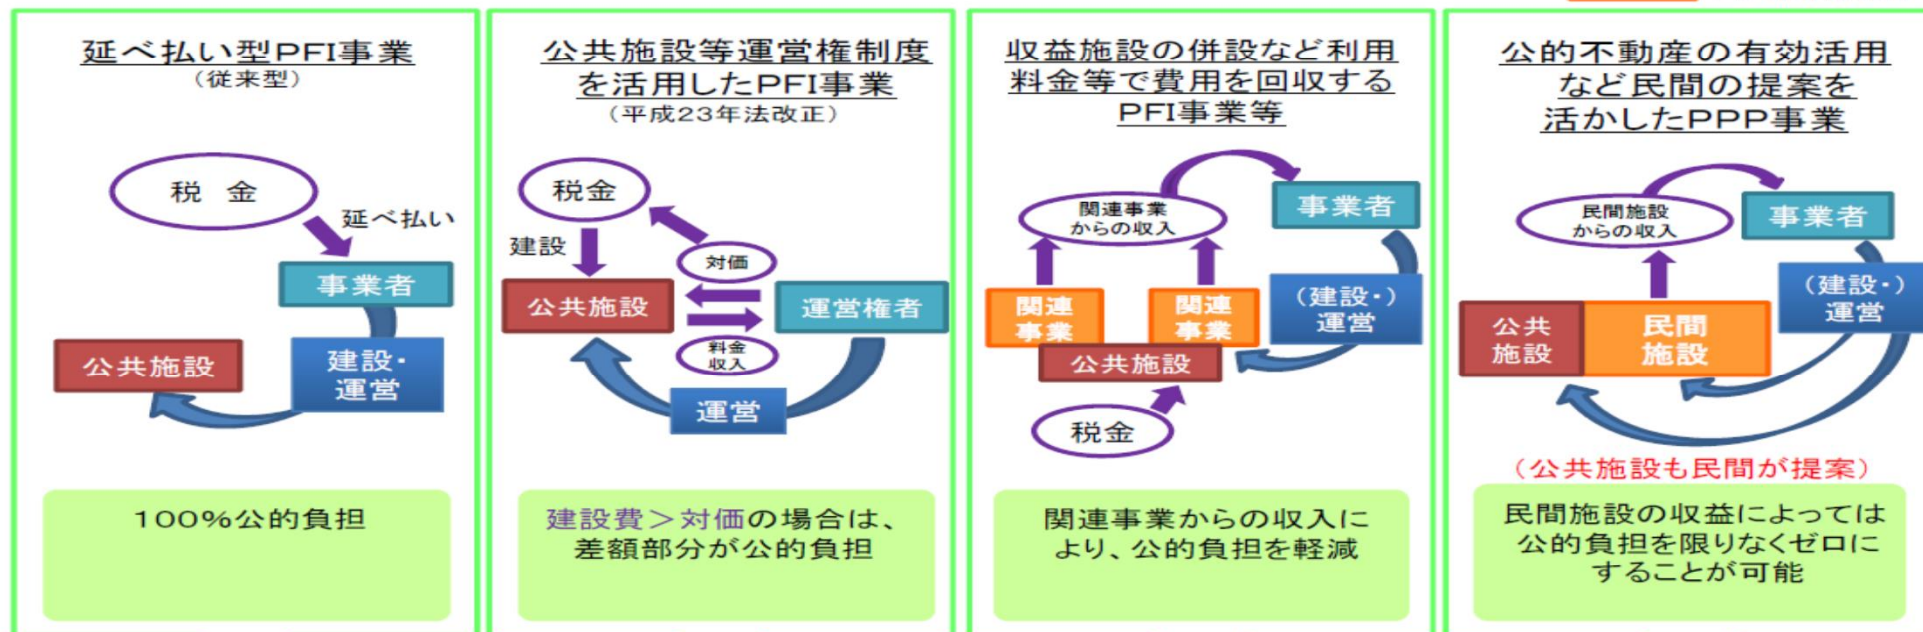 延べ払い型PFI事業
（従来型）
税 金
延べ払い
事業者
公共施設
建設・
運営
100%公的負担
公共施設等運営権制度
を活用したPFI事業
（平成23年法改正）
税金
建設
対価
公共施設
運営権者
料金
収入
運営
建設費＞対価の場合は、
差額部分が公的負担
収益施設の併設など利用
料金等で費用を回収する
PFI事業等
関連事業
からの収入
事業者
関連
事業
関連
事業
（建設・）
運営
公共施設
税金
関連事業からの収入に
より、公的負担を軽減
公的不動産の有効活用
など民間の提案を
活かしたPPP事業
民間施設
からの収入
事業者
公共
施設
民間
施設
（建設・）
運営
（公共施設も民間が提案）
民間施設の収益によっては
公的負担を限りなくゼロに
することが可能